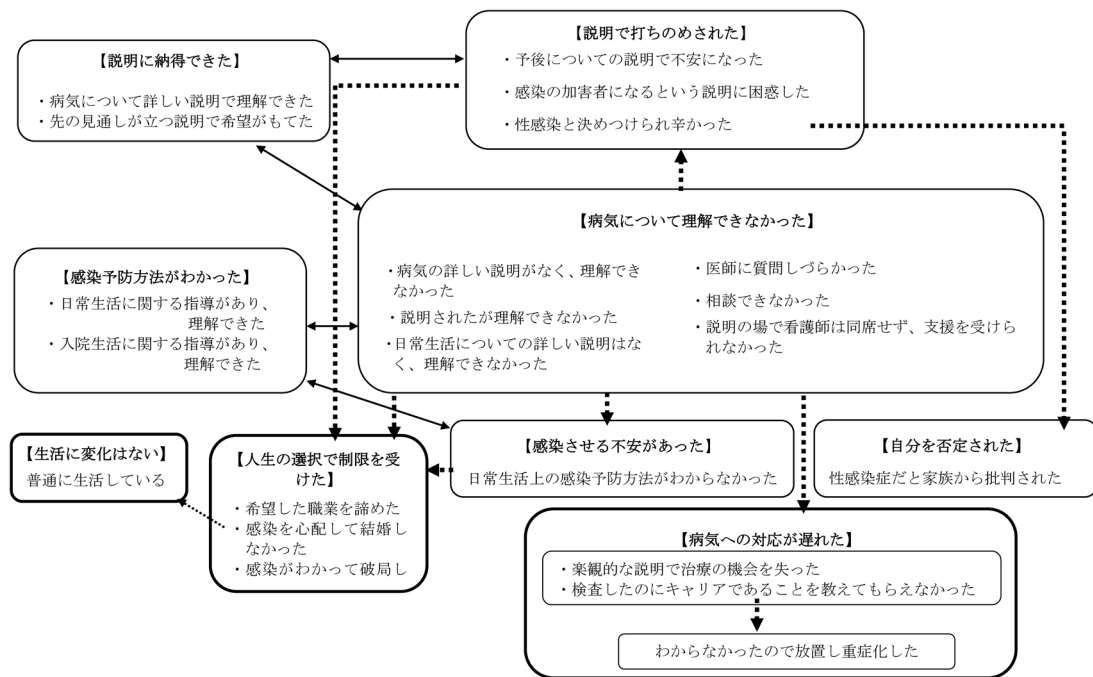 【説明で打ちのめされた】
・予後についての説明で不安になった
・感染の加害者になるという説明に困惑した
・性感染と決めつけられ辛かった
【説明に納得できた】
・病気について詳しい説明で理解できた
・先の見通しが立つ説明で希望がもてた
【病気について理解できなかった】
・病気の詳しい説明がなく、理解でき
なかった
・説明されたが理解できなかった
・日常生活についての詳しい説明はな
く、理解できなかった
・医師に質問しづらかった
・相談できなかった
・説明の場で看護師は同席せず、支援を受けら
れなかった
【感染予防方法がわかった】
・日常生活に関する指導があり、
理解できた
・入院生活に関する指導があり、
理解できた
【生活に変化はない】
普通に生活している
【人生の選択で制限を受
けた】
・希望した職業を諦めた
・感染を心配して結婚し
なかった
・感染がわかって破局し
【感染させる不安があった】
日常生活上の感染予防方法がわからなかった
【自分を否定された】
性感染症だと家族から批判された
【病気への対応が遅れた】
・楽観的な説明で治療の機会を失った
・検査したのにキャリアであることを教えてもらえなかった
わからなかったので放置し重症化した